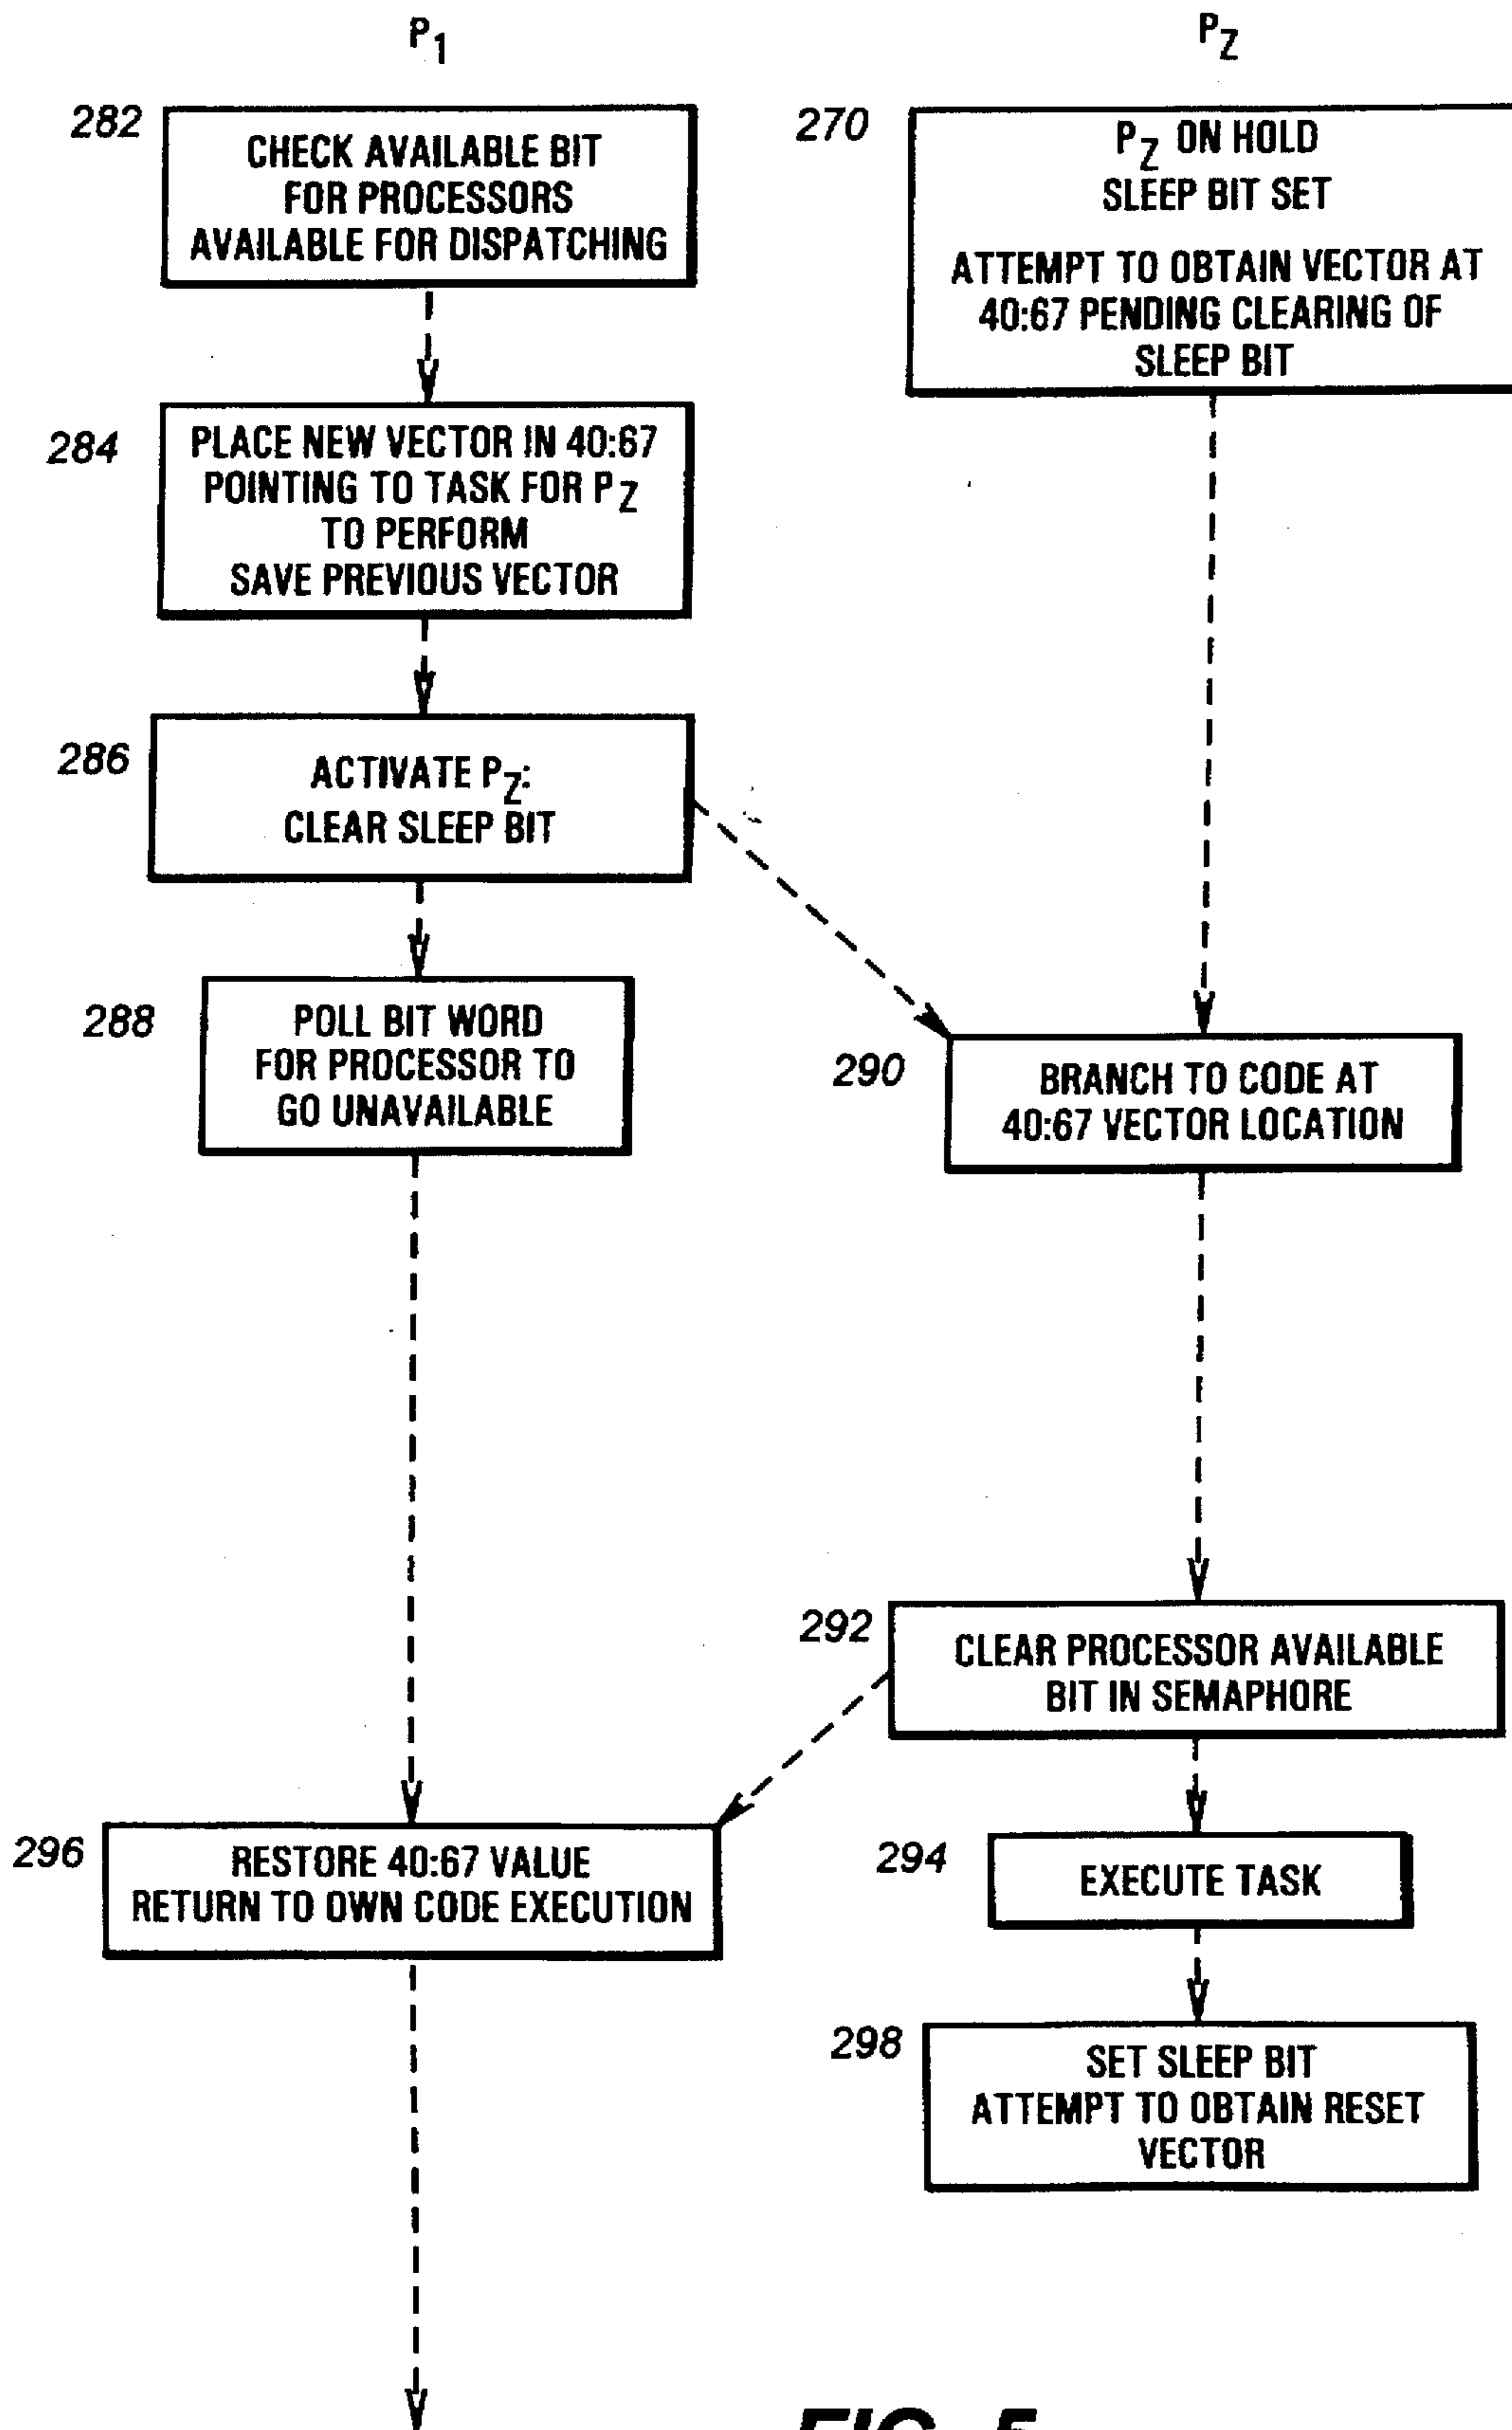 P1
PZ
282
CHECK AVAILABLE BIT
FOR PROCESSORS
AVAILABLE FOR DISPATCHING
270
PZ ON HOLD
SLEEP BIT SET
ATTEMPT TO OBTAIN VECTOR AT
40:67 PENDING CLEARING OF
SLEEP BIT
284
PLACE NEW VECTOR IN 40:67
POINTING TO TASK FOR PZ
TO PERFORM
SAVE PREVIOUS VECTOR
286
ACTIVATE PZ:
CLEAR SLEEP BIT
288
POLL BIT WORD
FOR PROCESSOR TO
GO UNAVAILABLE
290
BRANCH TO CODE AT
40:67 VECTOR LOCATION
292
CLEAR PROCESSOR AVAILABLE
BIT IN SEMAPHORE
296
RESTORE 40:67 VALUE
RETURN TO OWN CODE EXECUTION
294
EXECUTE TASK
298
SET SLEEP BIT
ATTEMPT TO OBTAIN RESET
VECTOR
FIG. 5